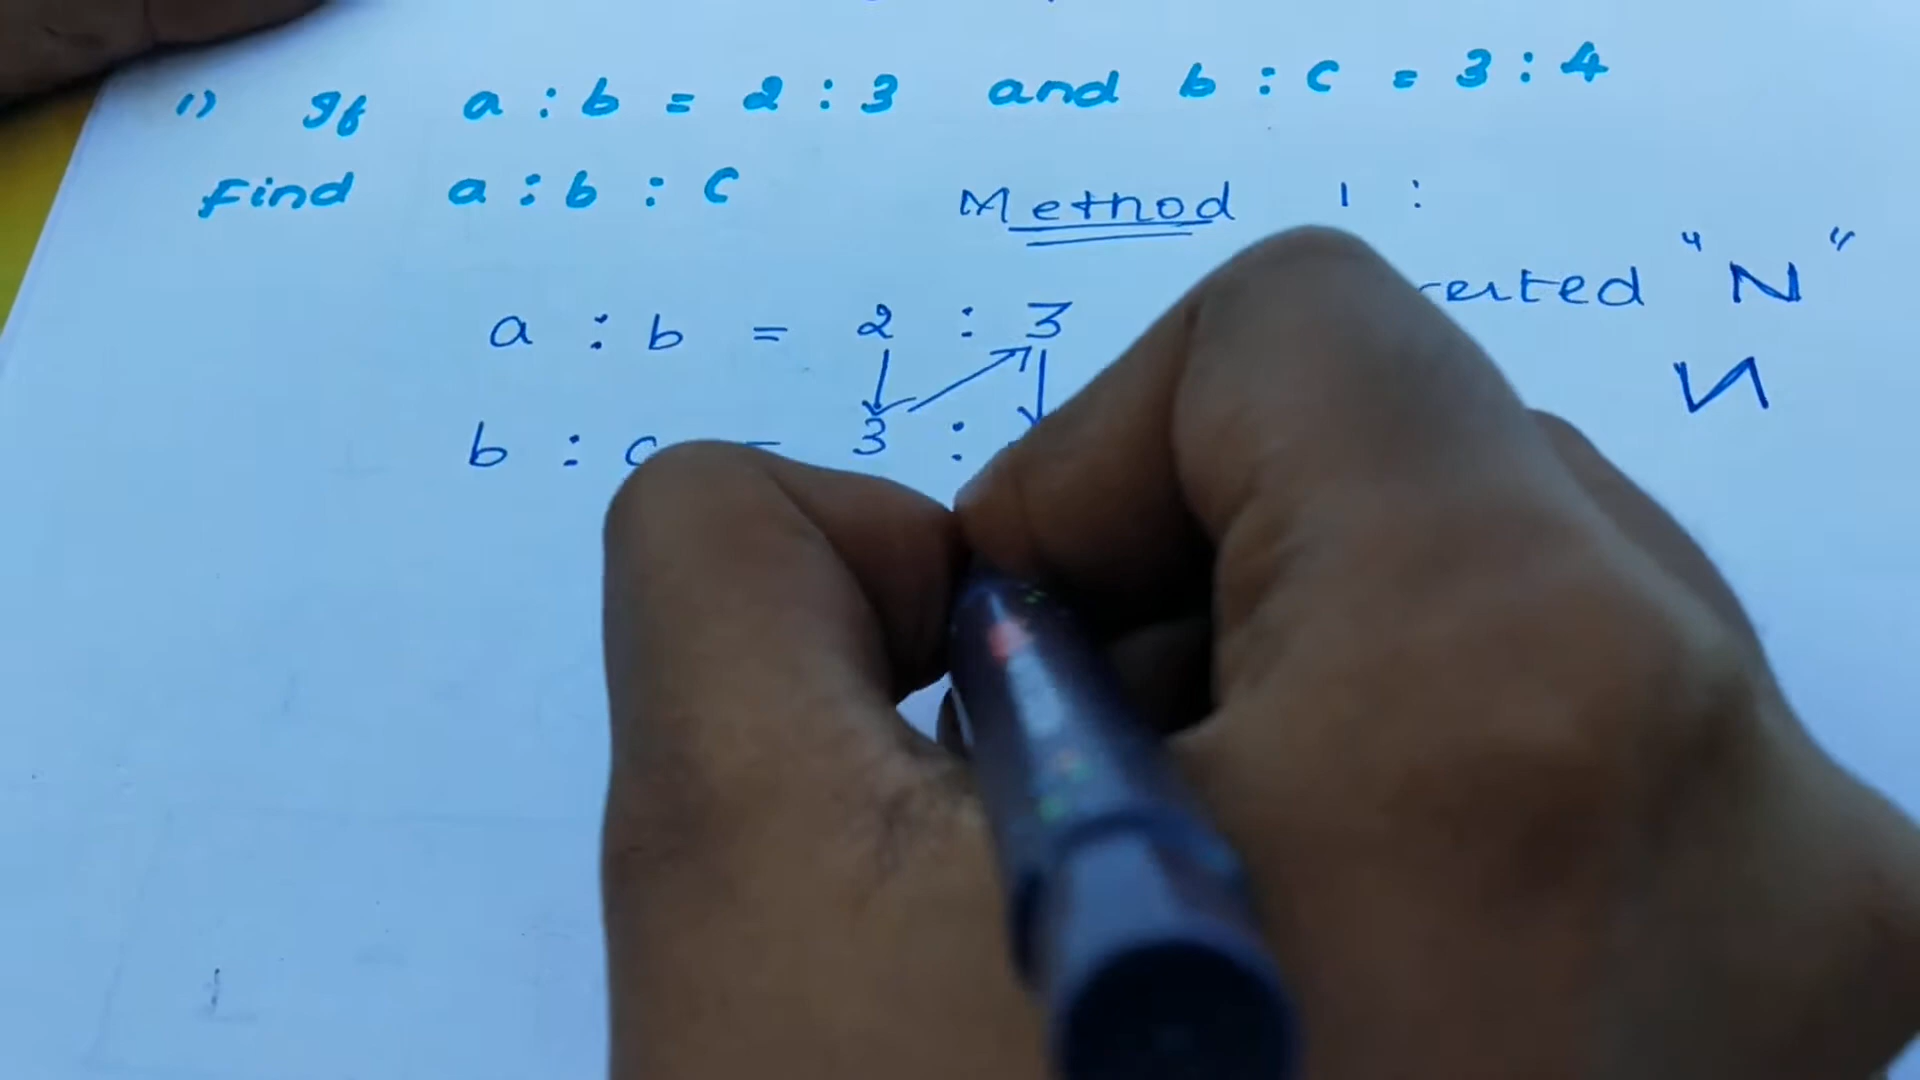 1) If a : b = 2 : 3 and b : c = 3 : 4
Find a : b : c
Method 1 :
"N"
a : b = 2 : 3
b : c = 3 :